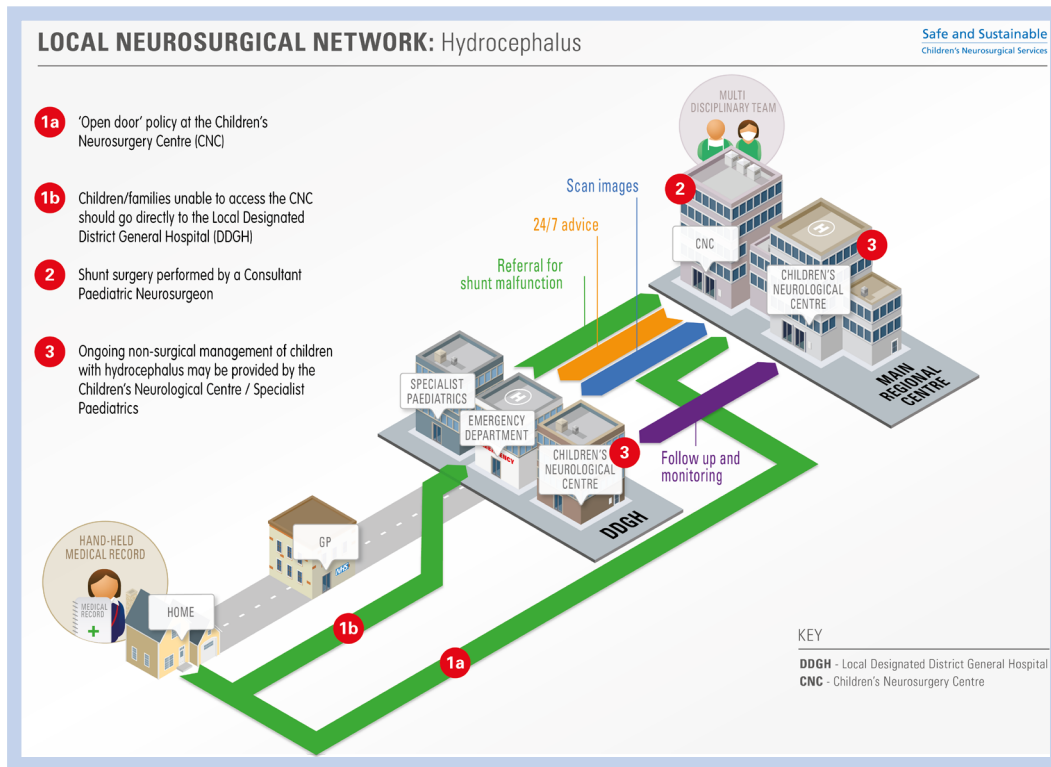 LOCAL NEUROSURGICAL NETWORK: Hydrocephalus
Safe and Sustainable
Children's Neurosurgical Services
1a
'Open door' policy at the Children's
Neurosurgery Centre (CNC)
1b
Children/families unable to access the CNC
should go directly to the Local Designated
District General Hospital (DDGH)
2
Shunt surgery performed by a Consultant
Paediatric Neurosurgeon
3
Ongoing non-surgical management of children
with hydrocephalus may be provided by the
Children's Neurological Centre / Specialist
Paediatrics
MULTI
DISCIPLINARY TEAM
Scan images
24/7 advice
Referral for
shunt malfunction
2
CNC
H
3
CHILDREN'S
NEUROLOGICAL
CENTRE
MAIN
REGIONAL
CENTRE
SPECIALIST
PAEDIATRICS
H
EMERGENCY
DEPARTMENT
CHILDREN'S
NEUROLOGICAL
CENTRE
3
DDGH
Follow up and
monitoring
GP
NHS
HAND-HELD
MEDICAL RECORD
MEDICAL
RECORD
HOME
1b
1a
KEY
DDGH - Local Designated District General Hospital
CNC - Children's Neurosurgery Centre